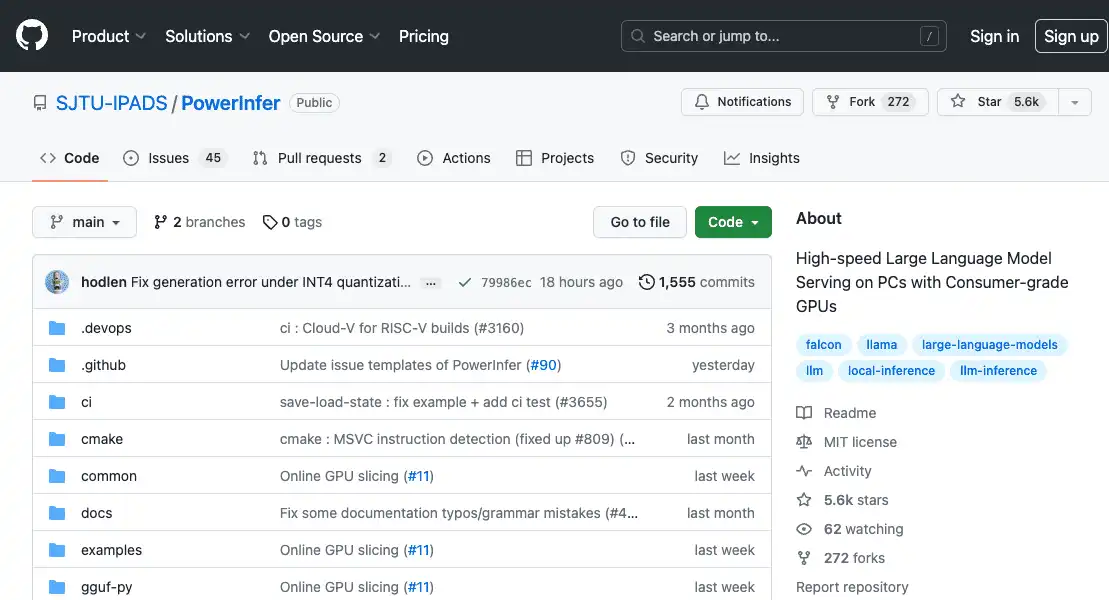 Product Solutions Open Source Pricing Search or jump to... / Sign in Sign up
SJTU-IPADS / PowerInfer Public Notifications Fork 272 Star 5.6k
Code Issues 45 Pull requests 2 Actions Projects Security Insights
main 2 branches 0 tags Go to file Code
hodlen Fix generation error under INT4 quantizati... ... 79986ec 18 hours ago 1,555 commits
.devops ci : Cloud-V for RISC-V builds (#3160) 3 months ago
.github Update issue templates of PowerInfer (#90) yesterday
ci save-load-state : fix example + add ci test (#3655) 2 months ago
cmake cmake : MSVC instruction detection (fixed up #809) (... last month
common Online GPU slicing (#11) last week
docs Fix some documentation typos/grammar mistakes (#4... last month
examples Online GPU slicing (#11) last week
gguf-py Online GPU slicing (#11) last week
About
High-speed Large Language Model
Serving on PCs with Consumer-grade
GPUs
falcon llama large-language-models
llm local-inference llm-inference
Readme
MIT license
Activity
5.6k stars
62 watching
272 forks
Report repository